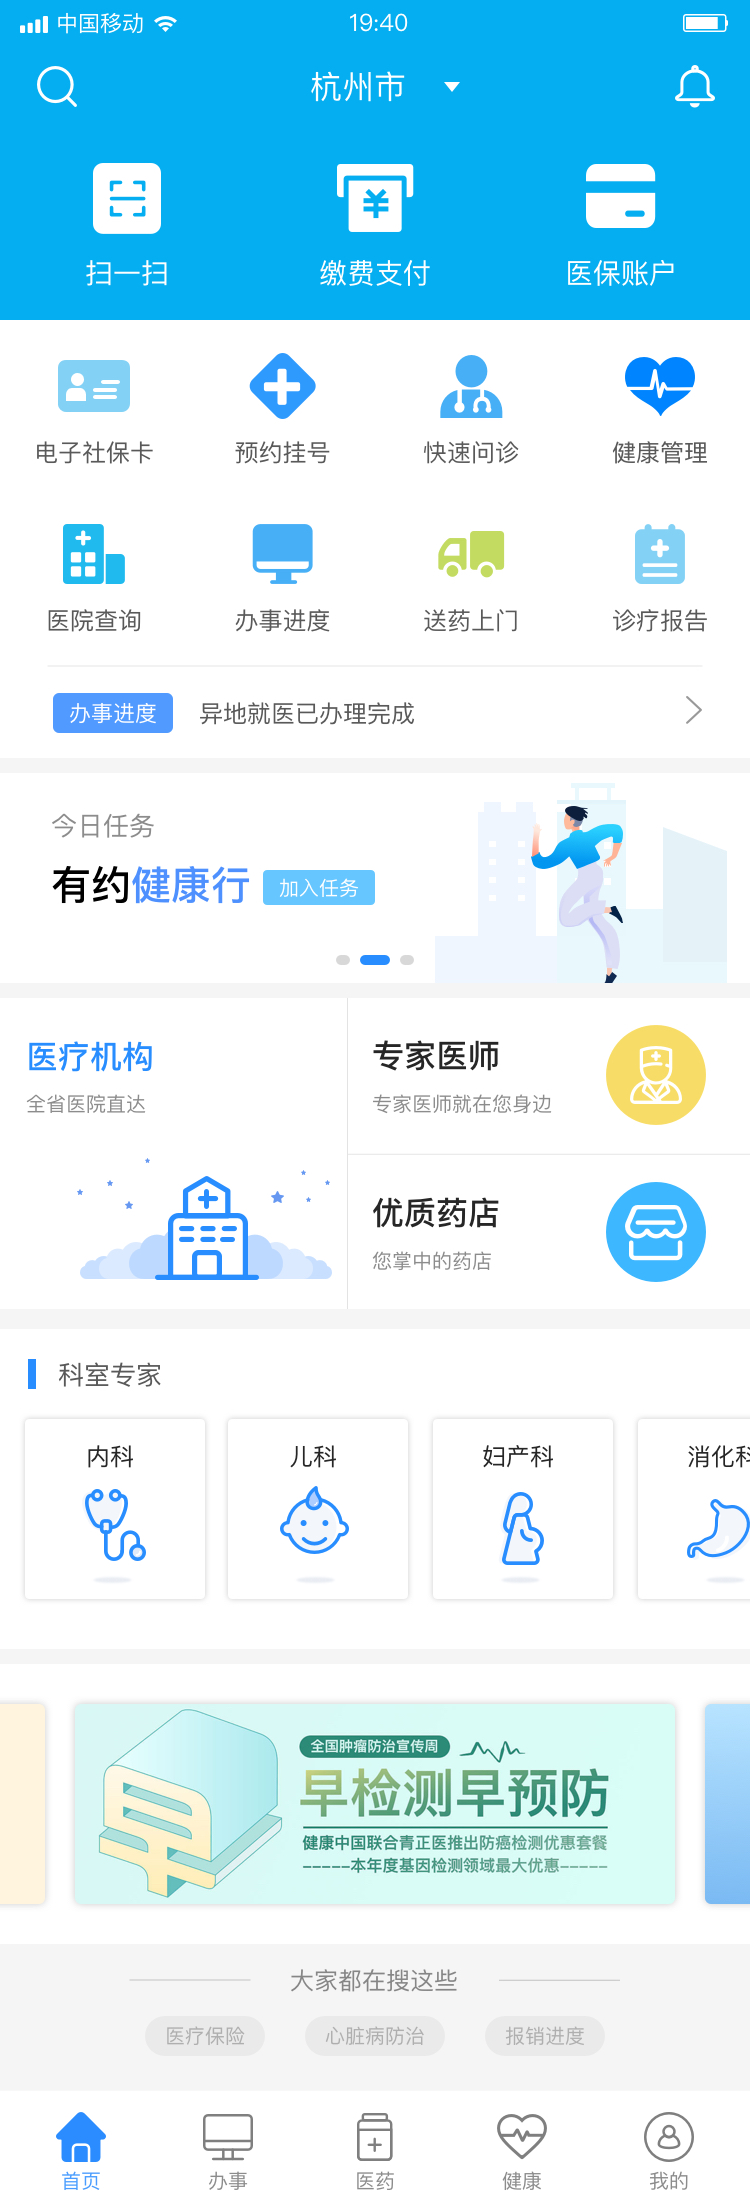 中国移动 19:40
杭州市
扫一扫 缴费支付 医保账户
电子社保卡 预约挂号 快速问诊 健康管理
医院查询 办事进度 送药上门 诊疗报告
办事进度 异地就医已办理完成
今日任务
有约健康行 加入任务
医疗机构
全省医院直达
专家医师
专家医师就在您身边
优质药店
您掌中的药店
科室专家
内科 儿科 妇产科 消化科
全国肿瘤防治宣传周
早检测早预防
健康中国联合青正医推出防癌检测优惠套餐
-----本年度基因检测领域最大优惠-----
早
大家都在搜这些
医疗保险 心脏病防治 报销进度
首页 办事 医药 健康 我的